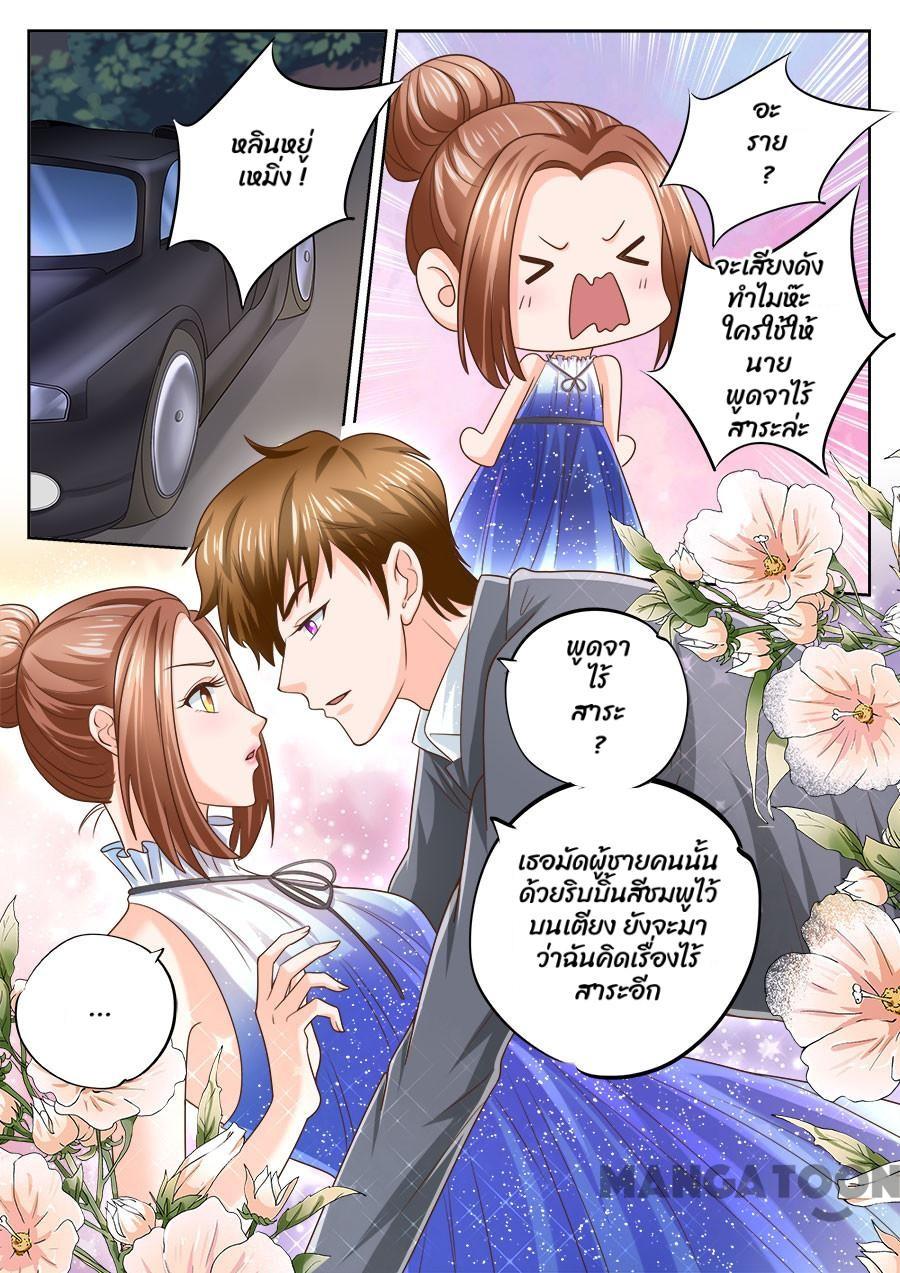 หลินหยู่
เหมิ่ง !
อะ
ราย
?
จะเสียงดัง
ทำไมห๊ะ
ใครใช้ให้
นาย
พูดจาไร้
สาระล่ะ
พูดจา
ไร้
สาระ
?
เธอมัดผู้ชายคนนั้น
ด้วยริบบิ้นสีชมพูไว้
บนเตียง ยังจะมา
ว่าฉันคิดเรื่องไร้
สาระอีก
...
MANGATOON